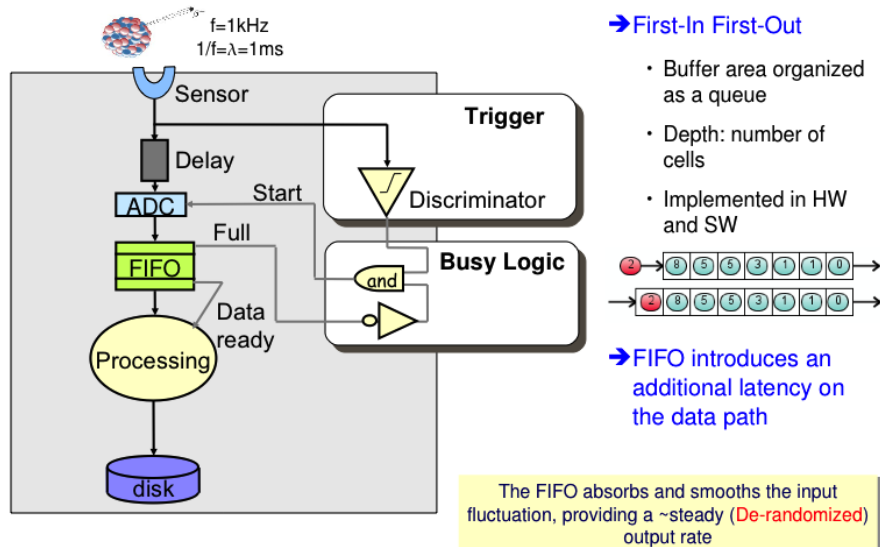 f=1kHz
1/f=λ=1ms
Sensor
Trigger
Delay
Discriminator
Start
ADC
Full
Busy Logic
FIFO
and
Data
ready
Processing
disk
➔First-In First-Out
• Buffer area organized
as a queue
• Depth: number of
cells
• Implemented in HW
and SW
2 8 5 5 3 1 1 0
2 8 5 5 3 1 1 0
➔FIFO introduces an
additional latency on
the data path
The FIFO absorbs and smooths the input
fluctuation, providing a ~steady (De-randomized)
output rate